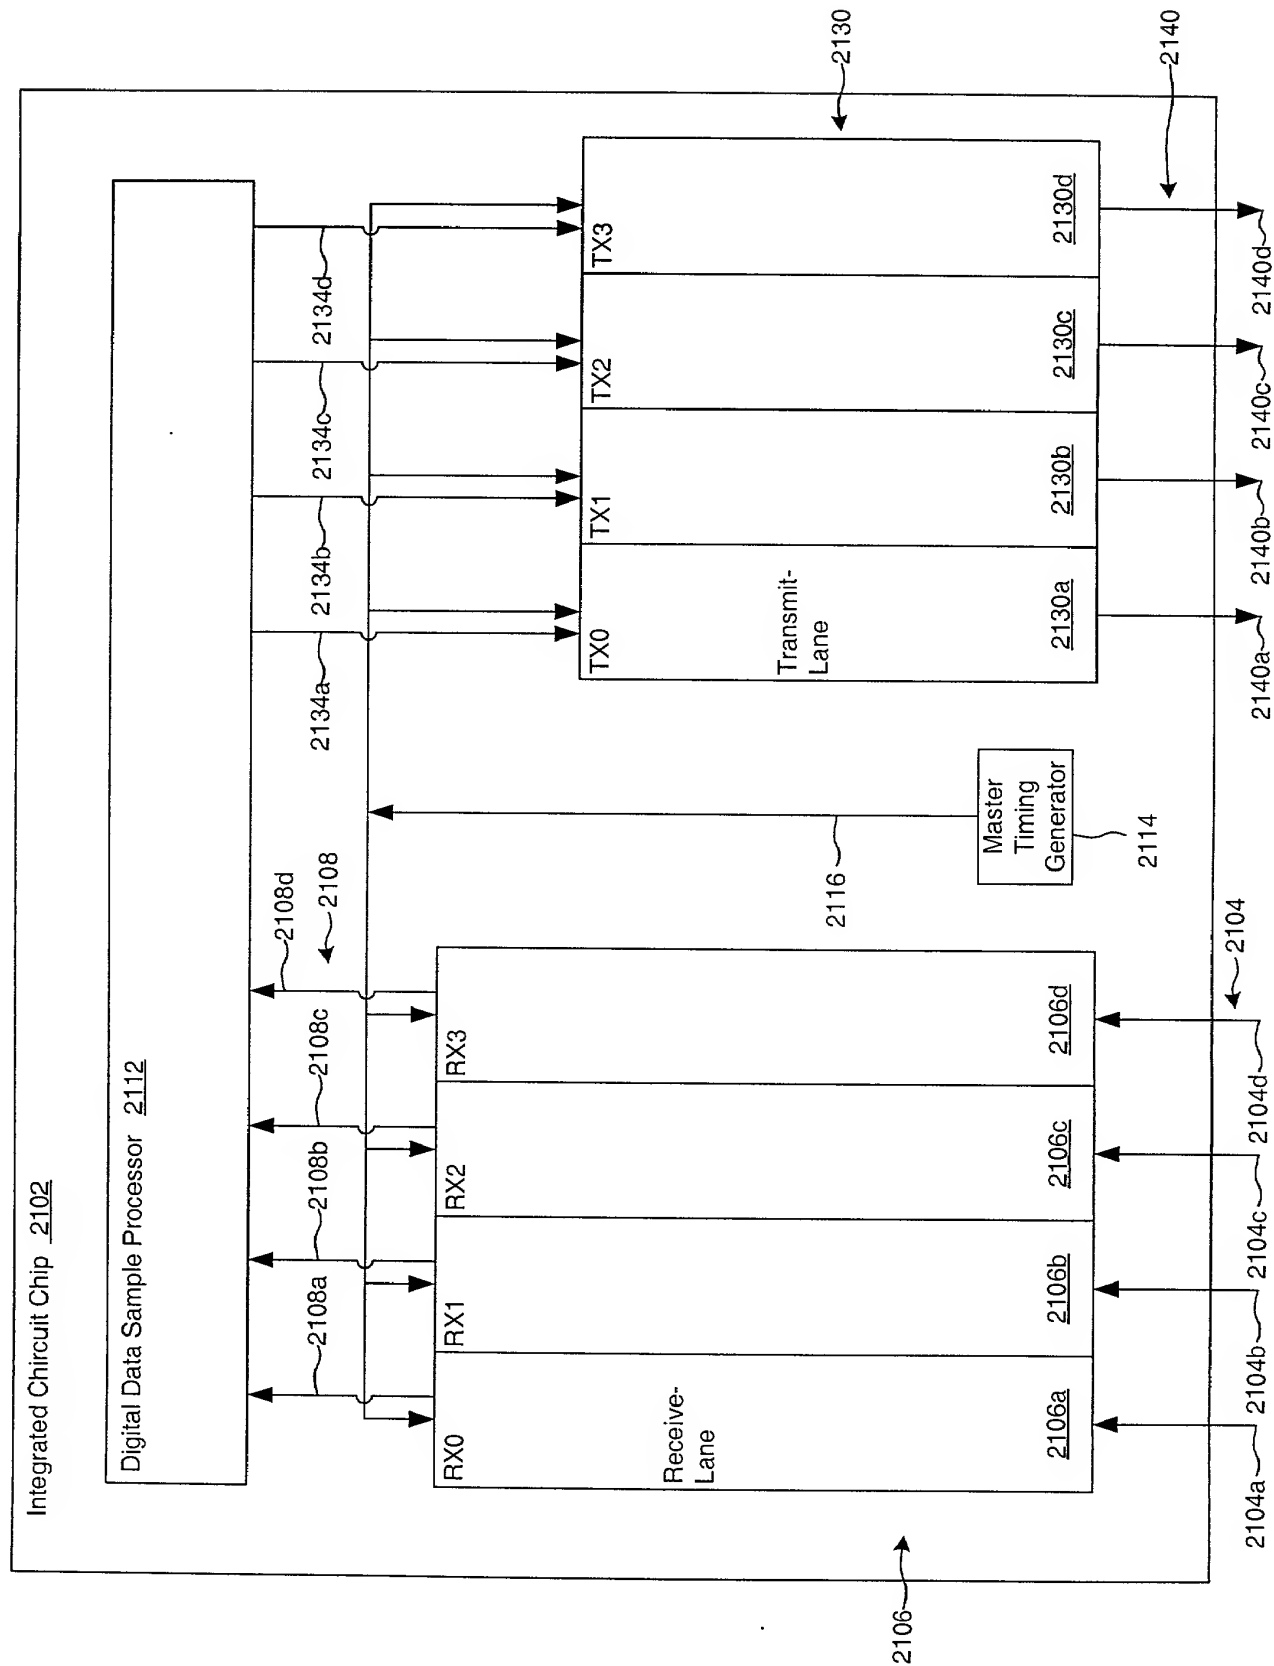 Integrated Chircuit Chip 2102
Digital Data Sample Processor 2112
2108a
2108b
2108c
2108d
2108
2134a
2134b
2134c
2134d
RX0
RX1
RX2
RX3
Receive-
Lane
2106a
2106b
2106c
2106d
2106
2116
Master
Timing
Generator
2114
TX0
TX1
TX2
TX3
Transmit-
Lane
2130a
2130b
2130c
2130d
2130
2104a
2104b
2104c
2104d
2104
2140a
2140b
2140c
2140d
2140